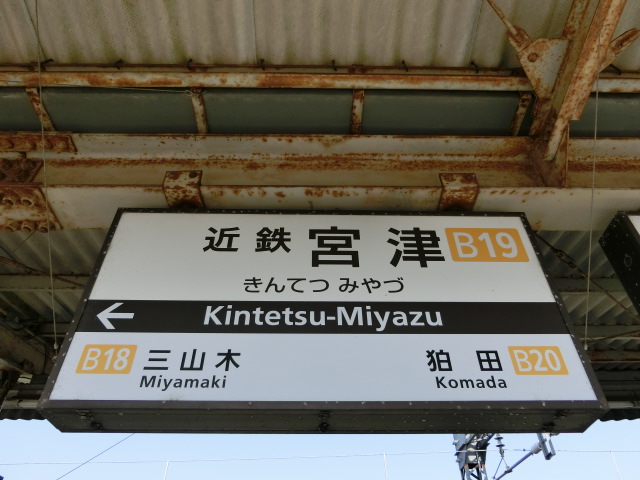 近鉄 宮津 B19
きんてつ みやづ
← Kintetsu-Miyazu
B18 三山木 狛田 B20
Miyamaki Komada